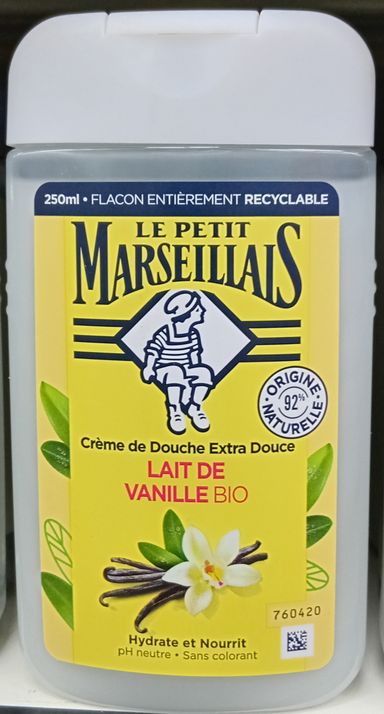 250ml • FLACON ENTIÈREMENT RECYCLABLE
LE PETIT
MARSEILLAIS
ORIGINE
92%
NATURELLE
Crème de Douche Extra Douce
LAIT DE
VANILLE BIO
760420
Hydrate et Nourrit
pH neutre • Sans colorant